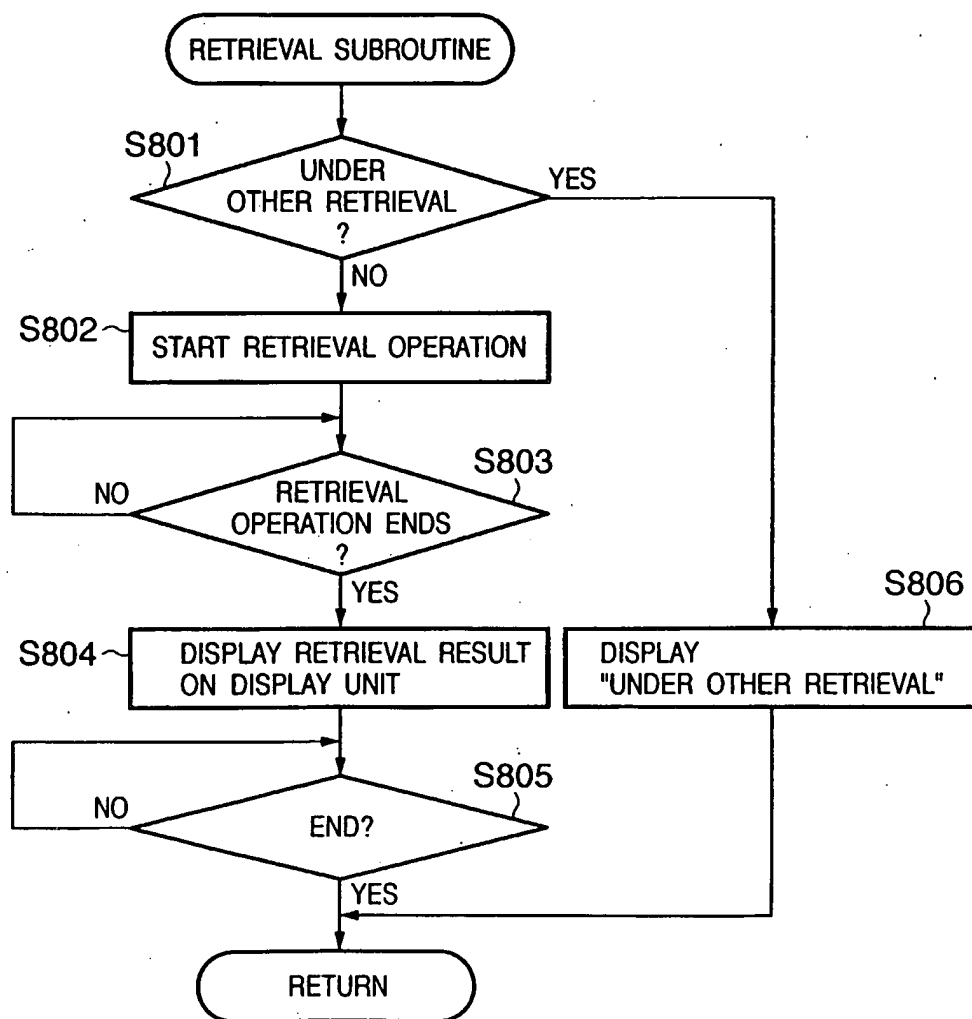 RETRIEVAL SUBROUTINE
S801
UNDER
OTHER RETRIEVAL
?
YES
NO
S802
START RETRIEVAL OPERATION
S803
NO
RETRIEVAL
OPERATION ENDS
?
YES
S806
S804
DISPLAY RETRIEVAL RESULT
ON DISPLAY UNIT
DISPLAY
"UNDER OTHER RETRIEVAL"
S805
NO
END?
YES
RETURN